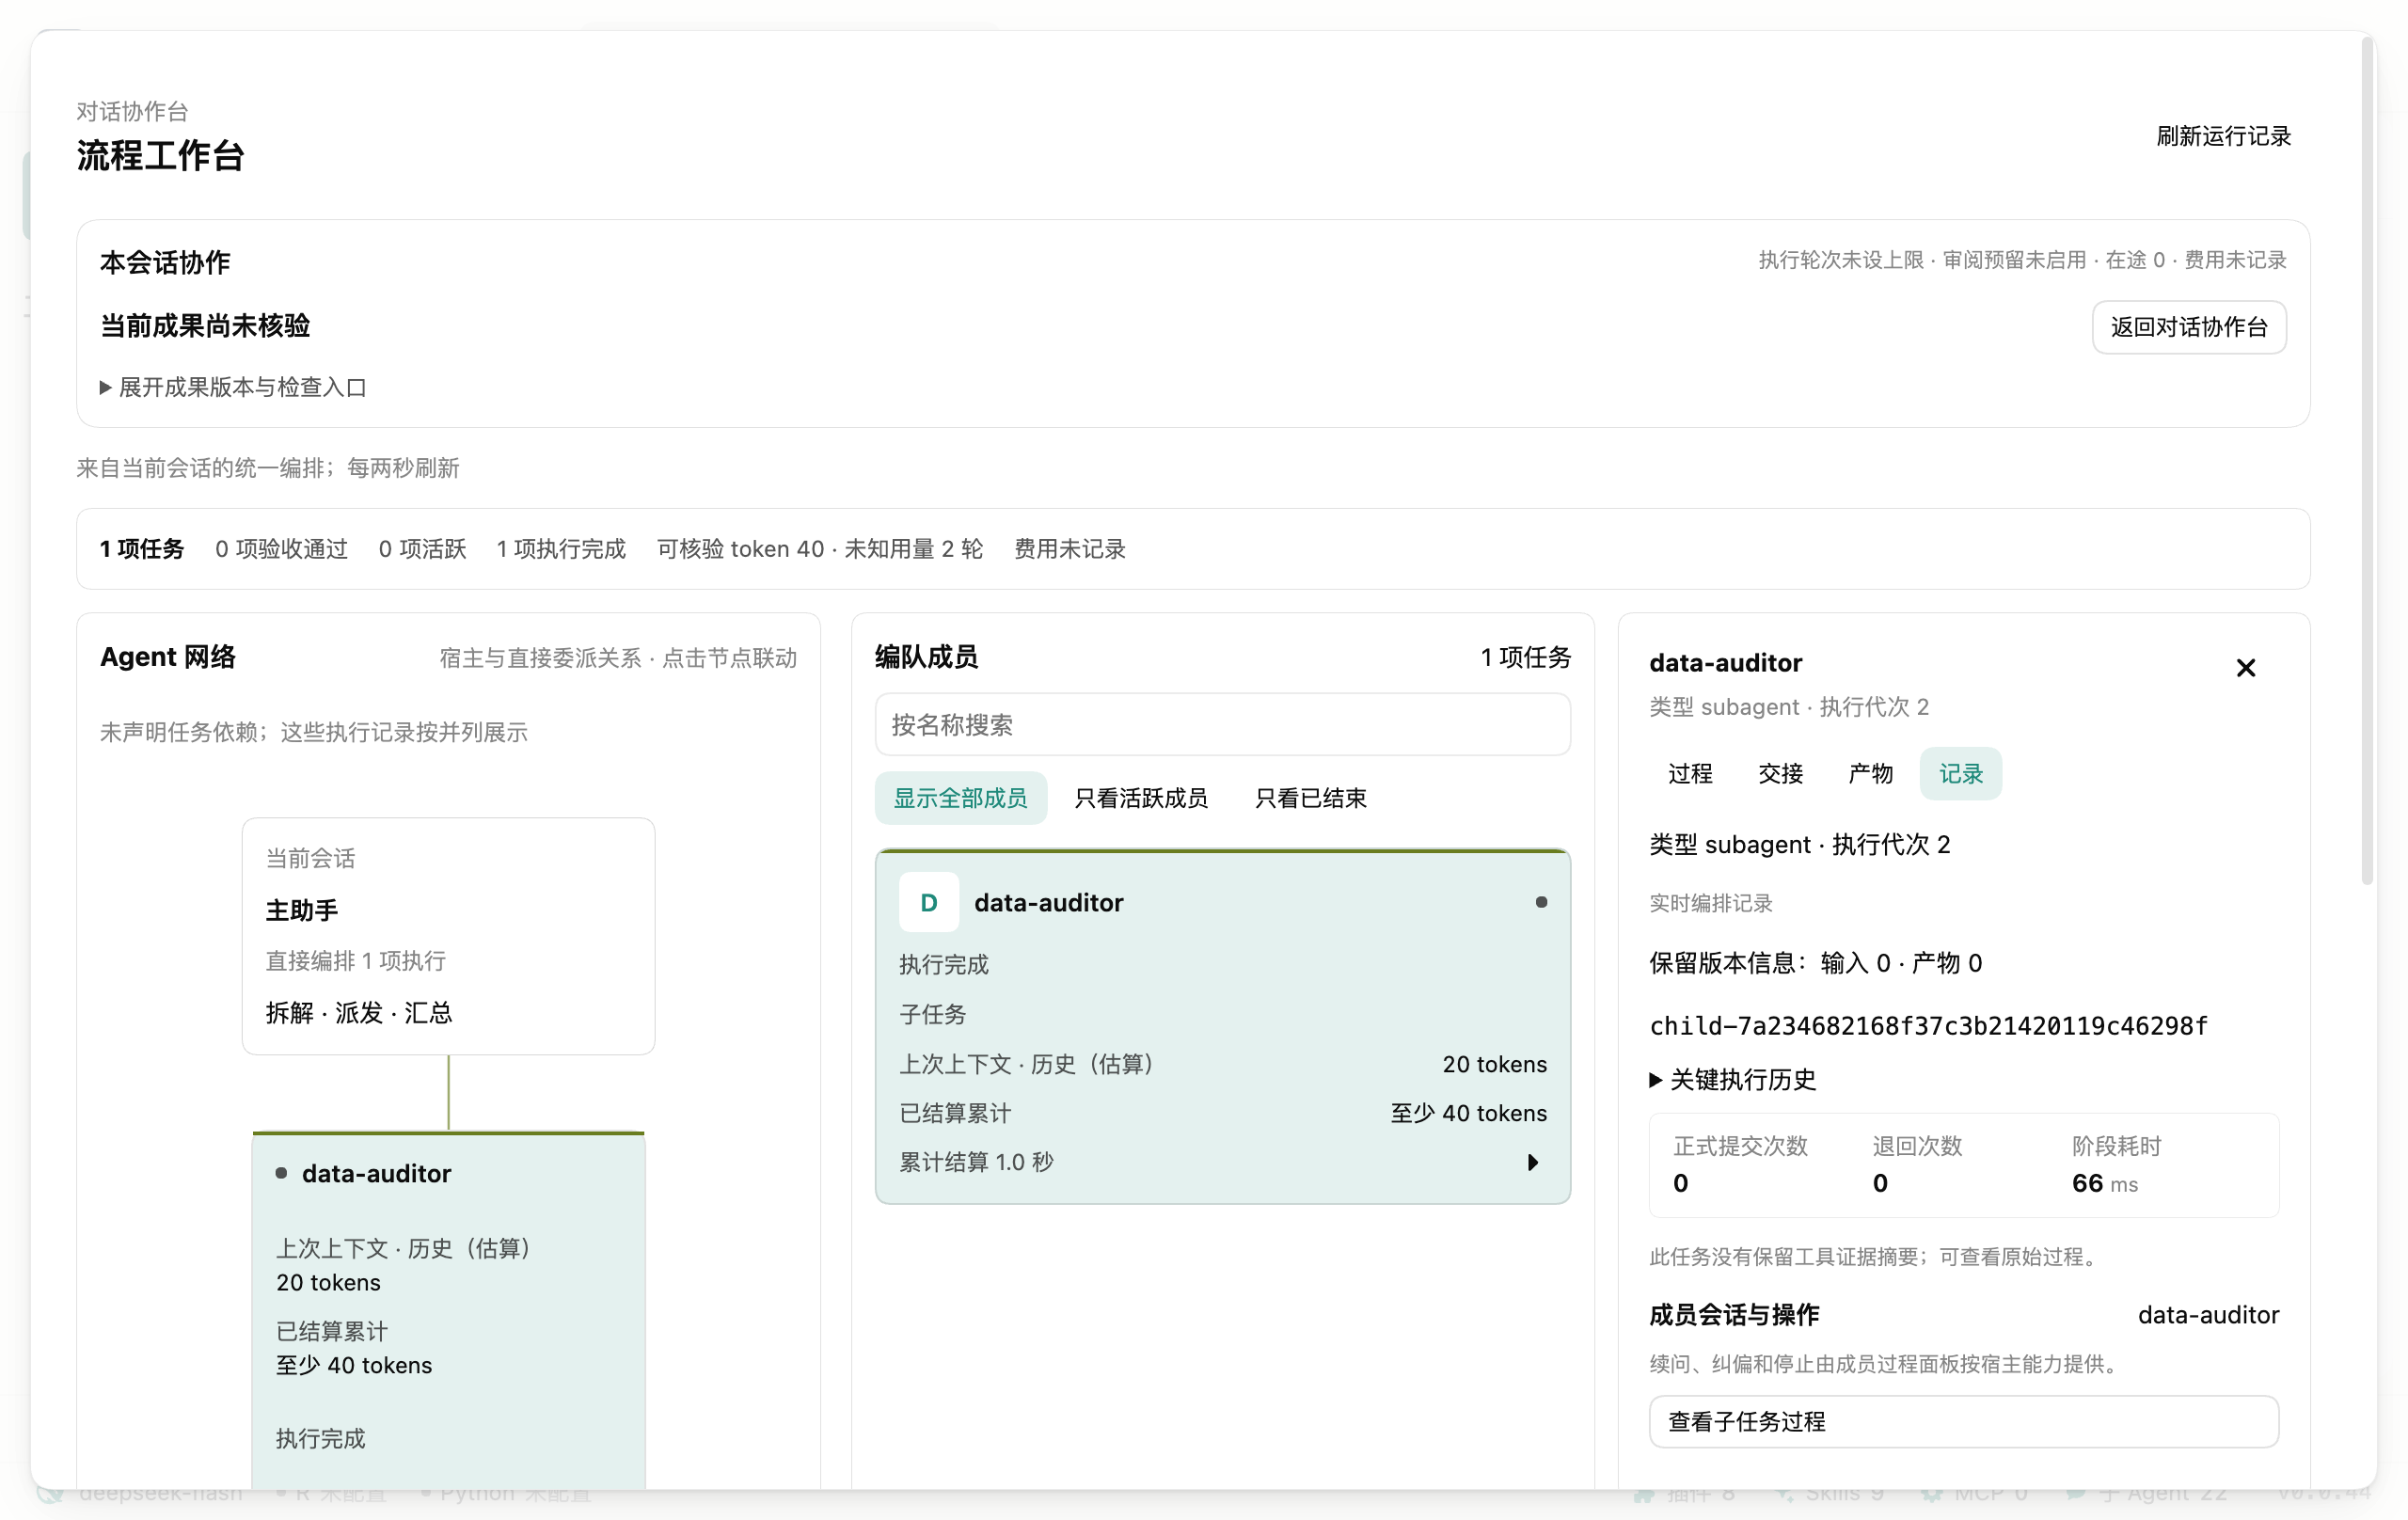 对话协作台
流程工作台
刷新运行记录
本会话协作
执行轮次未设上限 · 审阅预留未启用 · 在途 0 · 费用未记录
当前成果尚未核验
返回对话协作台
展开成果版本与检查入口
来自当前会话的统一编排；每两秒刷新
1 项任务 0 项验收通过 0 项活跃 1 项执行完成 可核验 token 40 · 未知用量 2 轮 费用未记录
Agent 网络
宿主与直接委派关系 · 点击节点联动
未声明任务依赖；这些执行记录按并列展示
当前会话
主助手
直接编排 1 项执行
拆解 · 派发 · 汇总
data-auditor
上次上下文 · 历史（估算）
20 tokens
已结算累计
至少 40 tokens
执行完成
编队成员
1 项任务
按名称搜索
显示全部成员 只看活跃成员 只看已结束
D data-auditor
执行完成
子任务
上次上下文 · 历史（估算） 20 tokens
已结算累计 至少 40 tokens
累计结算 1.0 秒
data-auditor
类型 subagent · 执行代次 2
过程 交接 产物 记录
类型 subagent · 执行代次 2
实时编排记录
保留版本信息：输入 0 · 产物 0
child-7a234682168f37c3b21420119c46298f
关键执行历史
正式提交次数 退回次数 阶段耗时
0 0 66 ms
此任务没有保留工具证据摘要；可查看原始过程。
成员会话与操作 data-auditor
续问、纠偏和停止由成员过程面板按宿主能力提供。
查看子任务过程
R 未配置 Python 未配置 插件 8 Skills 9 MCP 0 子 Agent 22